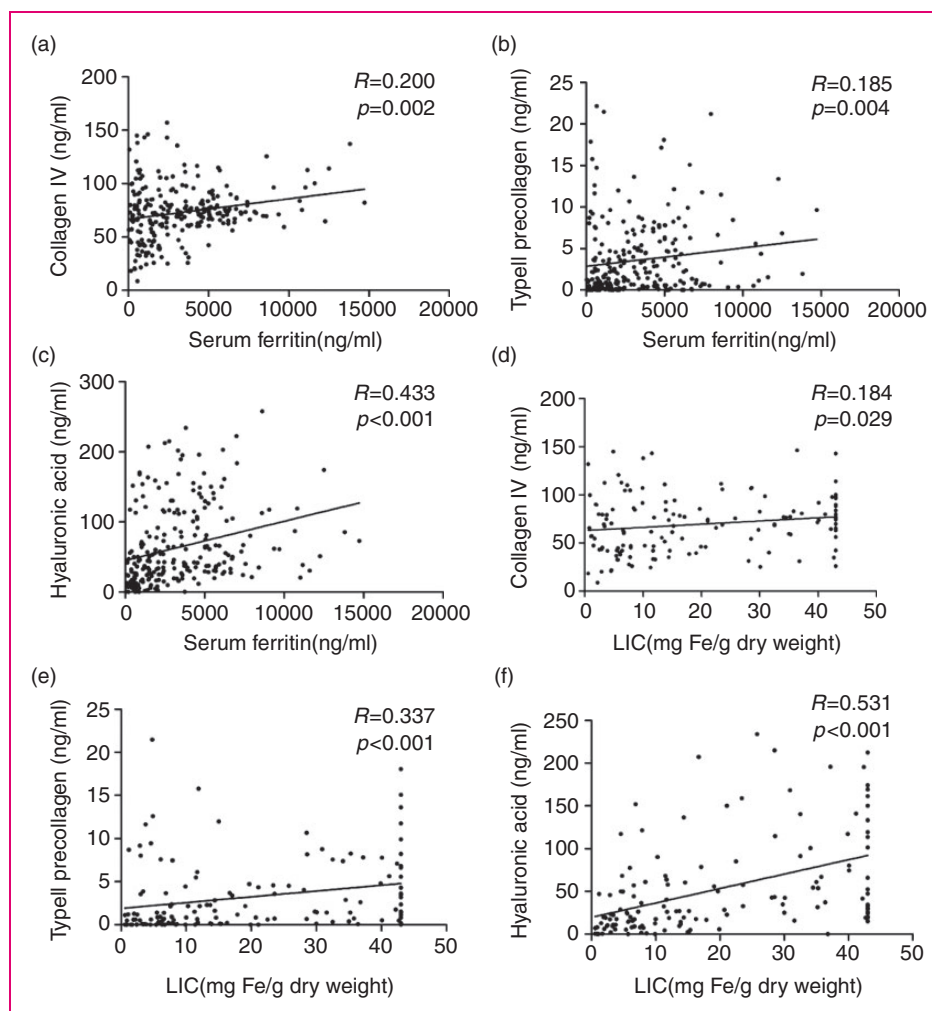 (a)
R=0.200
p=0.002
Collagen IV (ng/ml)
200
150
100
50
0
0 5000 10000 15000 20000
Serum ferritin(ng/ml)
(b)
R=0.185
p=0.004
Typell precollagen (ng/ml)
25
20
15
10
5
0
0 5000 10000 15000 20000
Serum ferritin(ng/ml)
(c)
R=0.433
p<0.001
Hyaluronic acid (ng/ml)
300
200
100
0
0 5000 10000 15000 20000
Serum ferritin(ng/ml)
(d)
R=0.184
p=0.029
Collagen IV (ng/ml)
200
150
100
50
0
0 10 20 30 40 50
LIC(mg Fe/g dry weight)
(e)
R=0.337
p<0.001
Typell precollagen (ng/ml)
25
20
15
10
5
0
0 10 20 30 40 50
LIC(mg Fe/g dry weight)
(f)
R=0.531
p<0.001
Hyaluronic acid (ng/ml)
250
200
150
100
50
0
0 10 20 30 40 50
LIC(mg Fe/g dry weight)